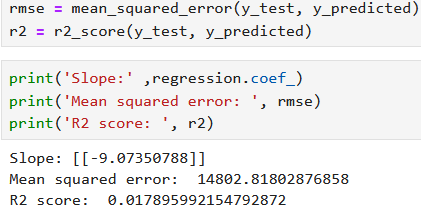 rmse = mean_squared_error(y_test, y_predicted)
r2 = r2_score(y_test, y_predicted)
print('Slope:' ,regression.coef_)
print('Mean squared error: ', rmse)
print('R2 score: ', r2)
Slope: [[-9.07350788]]
Mean squared error:  14802.81802876858
R2 score:  0.017895992154792872